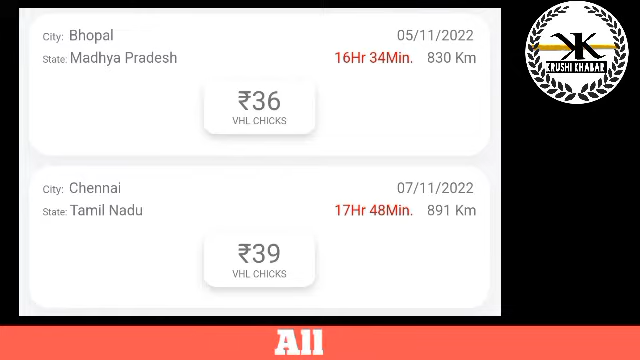 City: Bhopal 05/11/2022
State: Madhya Pradesh 16Hr 34Min. 830 Km
₹36
VHL CHICKS
City: Chennai 07/11/2022
State: Tamil Nadu 17Hr 48Min. 891 Km
₹39
VHL CHICKS
KK
KRUSHI KHABAR
All